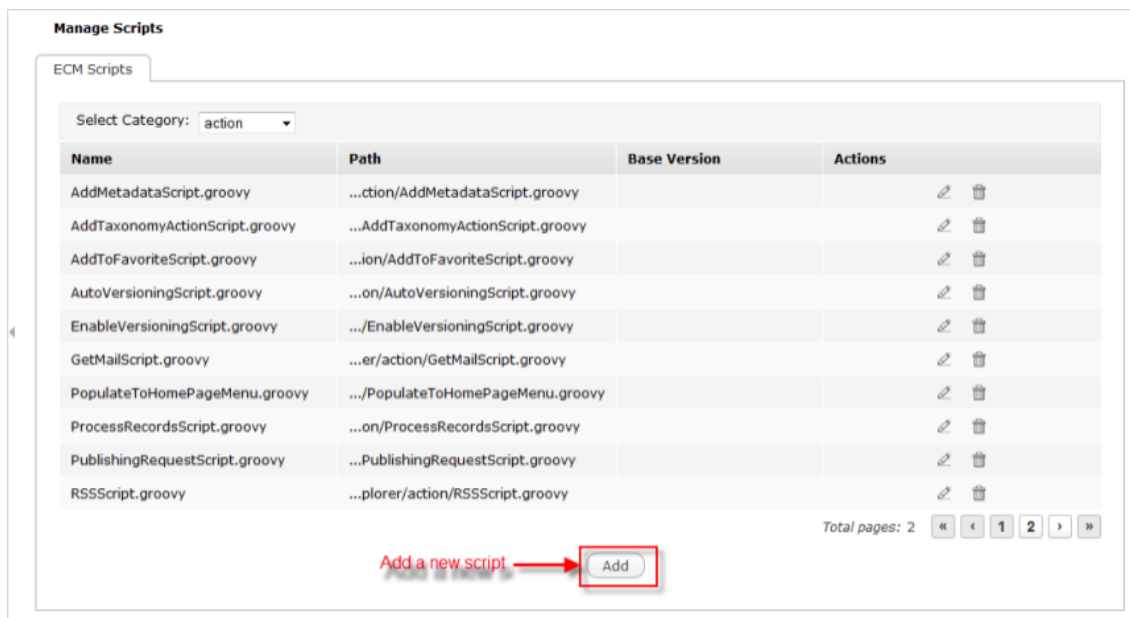 Manage Scripts
ECM Scripts
Select Category: action
Name Path Base Version Actions
AddMetadataScript.groovy ...ction/AddMetadataScript.groovy
AddTaxonomyActionScript.groovy ...AddTaxonomyActionScript.groovy
AddToFavoriteScript.groovy ...ion/AddToFavoriteScript.groovy
AutoVersioningScript.groovy ...on/AutoVersioningScript.groovy
EnableVersioningScript.groovy .../EnableVersioningScript.groovy
GetMailScript.groovy ...er/action/GetMailScript.groovy
PopulateToHomePageMenu.groovy .../PopulateToHomePageMenu.groovy
ProcessRecordsScript.groovy ...on/ProcessRecordsScript.groovy
PublishingRequestScript.groovy ...PublishingRequestScript.groovy
RSSScript.groovy ...plorer/action/RSSScript.groovy
Total pages: 2 « ‹ 1 2 › »
Add a new script Add